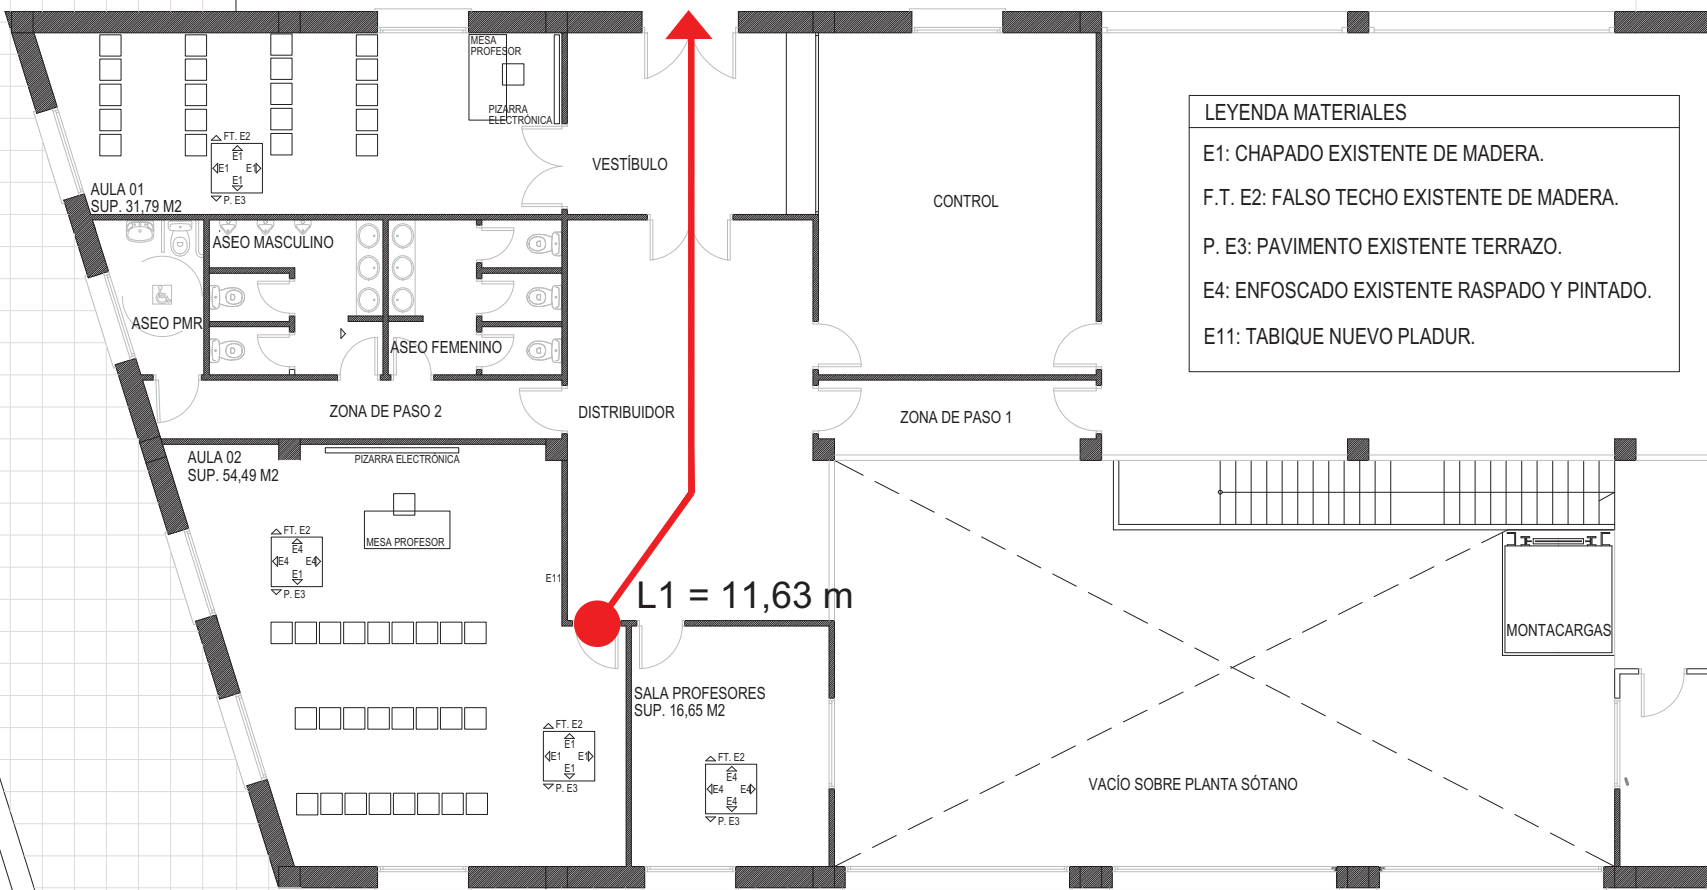 MESA
PROFESOR
PIZARRA
ELECTRÓNICA
FT. E2
E1
E1 E1
E1
P. E3
AULA 01
SUP. 31,79 M2
VESTÍBULO
CONTROL
LEYENDA MATERIALES
E1: CHAPADO EXISTENTE DE MADERA.
F.T. E2: FALSO TECHO EXISTENTE DE MADERA.
P. E3: PAVIMENTO EXISTENTE TERRAZO.
E4: ENFOSCADO EXISTENTE RASPADO Y PINTADO.
E11: TABIQUE NUEVO PLADUR.
ASEO MASCULINO
ASEO PMR
ASEO FEMENINO
ZONA DE PASO 2
DISTRIBUIDOR
ZONA DE PASO 1
AULA 02
SUP. 54,49 M2
PIZARRA ELECTRÓNICA
MESA PROFESOR
FT. E2
E4
E4 E4
E1
P. E3
E11
L1 = 11,63 m
MONTACARGAS
SALA PROFESORES
SUP. 16,65 M2
FT. E2
E1
E1 E1
E1
P. E3
FT. E2
E4
E4 E4
E4
P. E3
VACÍO SOBRE PLANTA SÓTANO